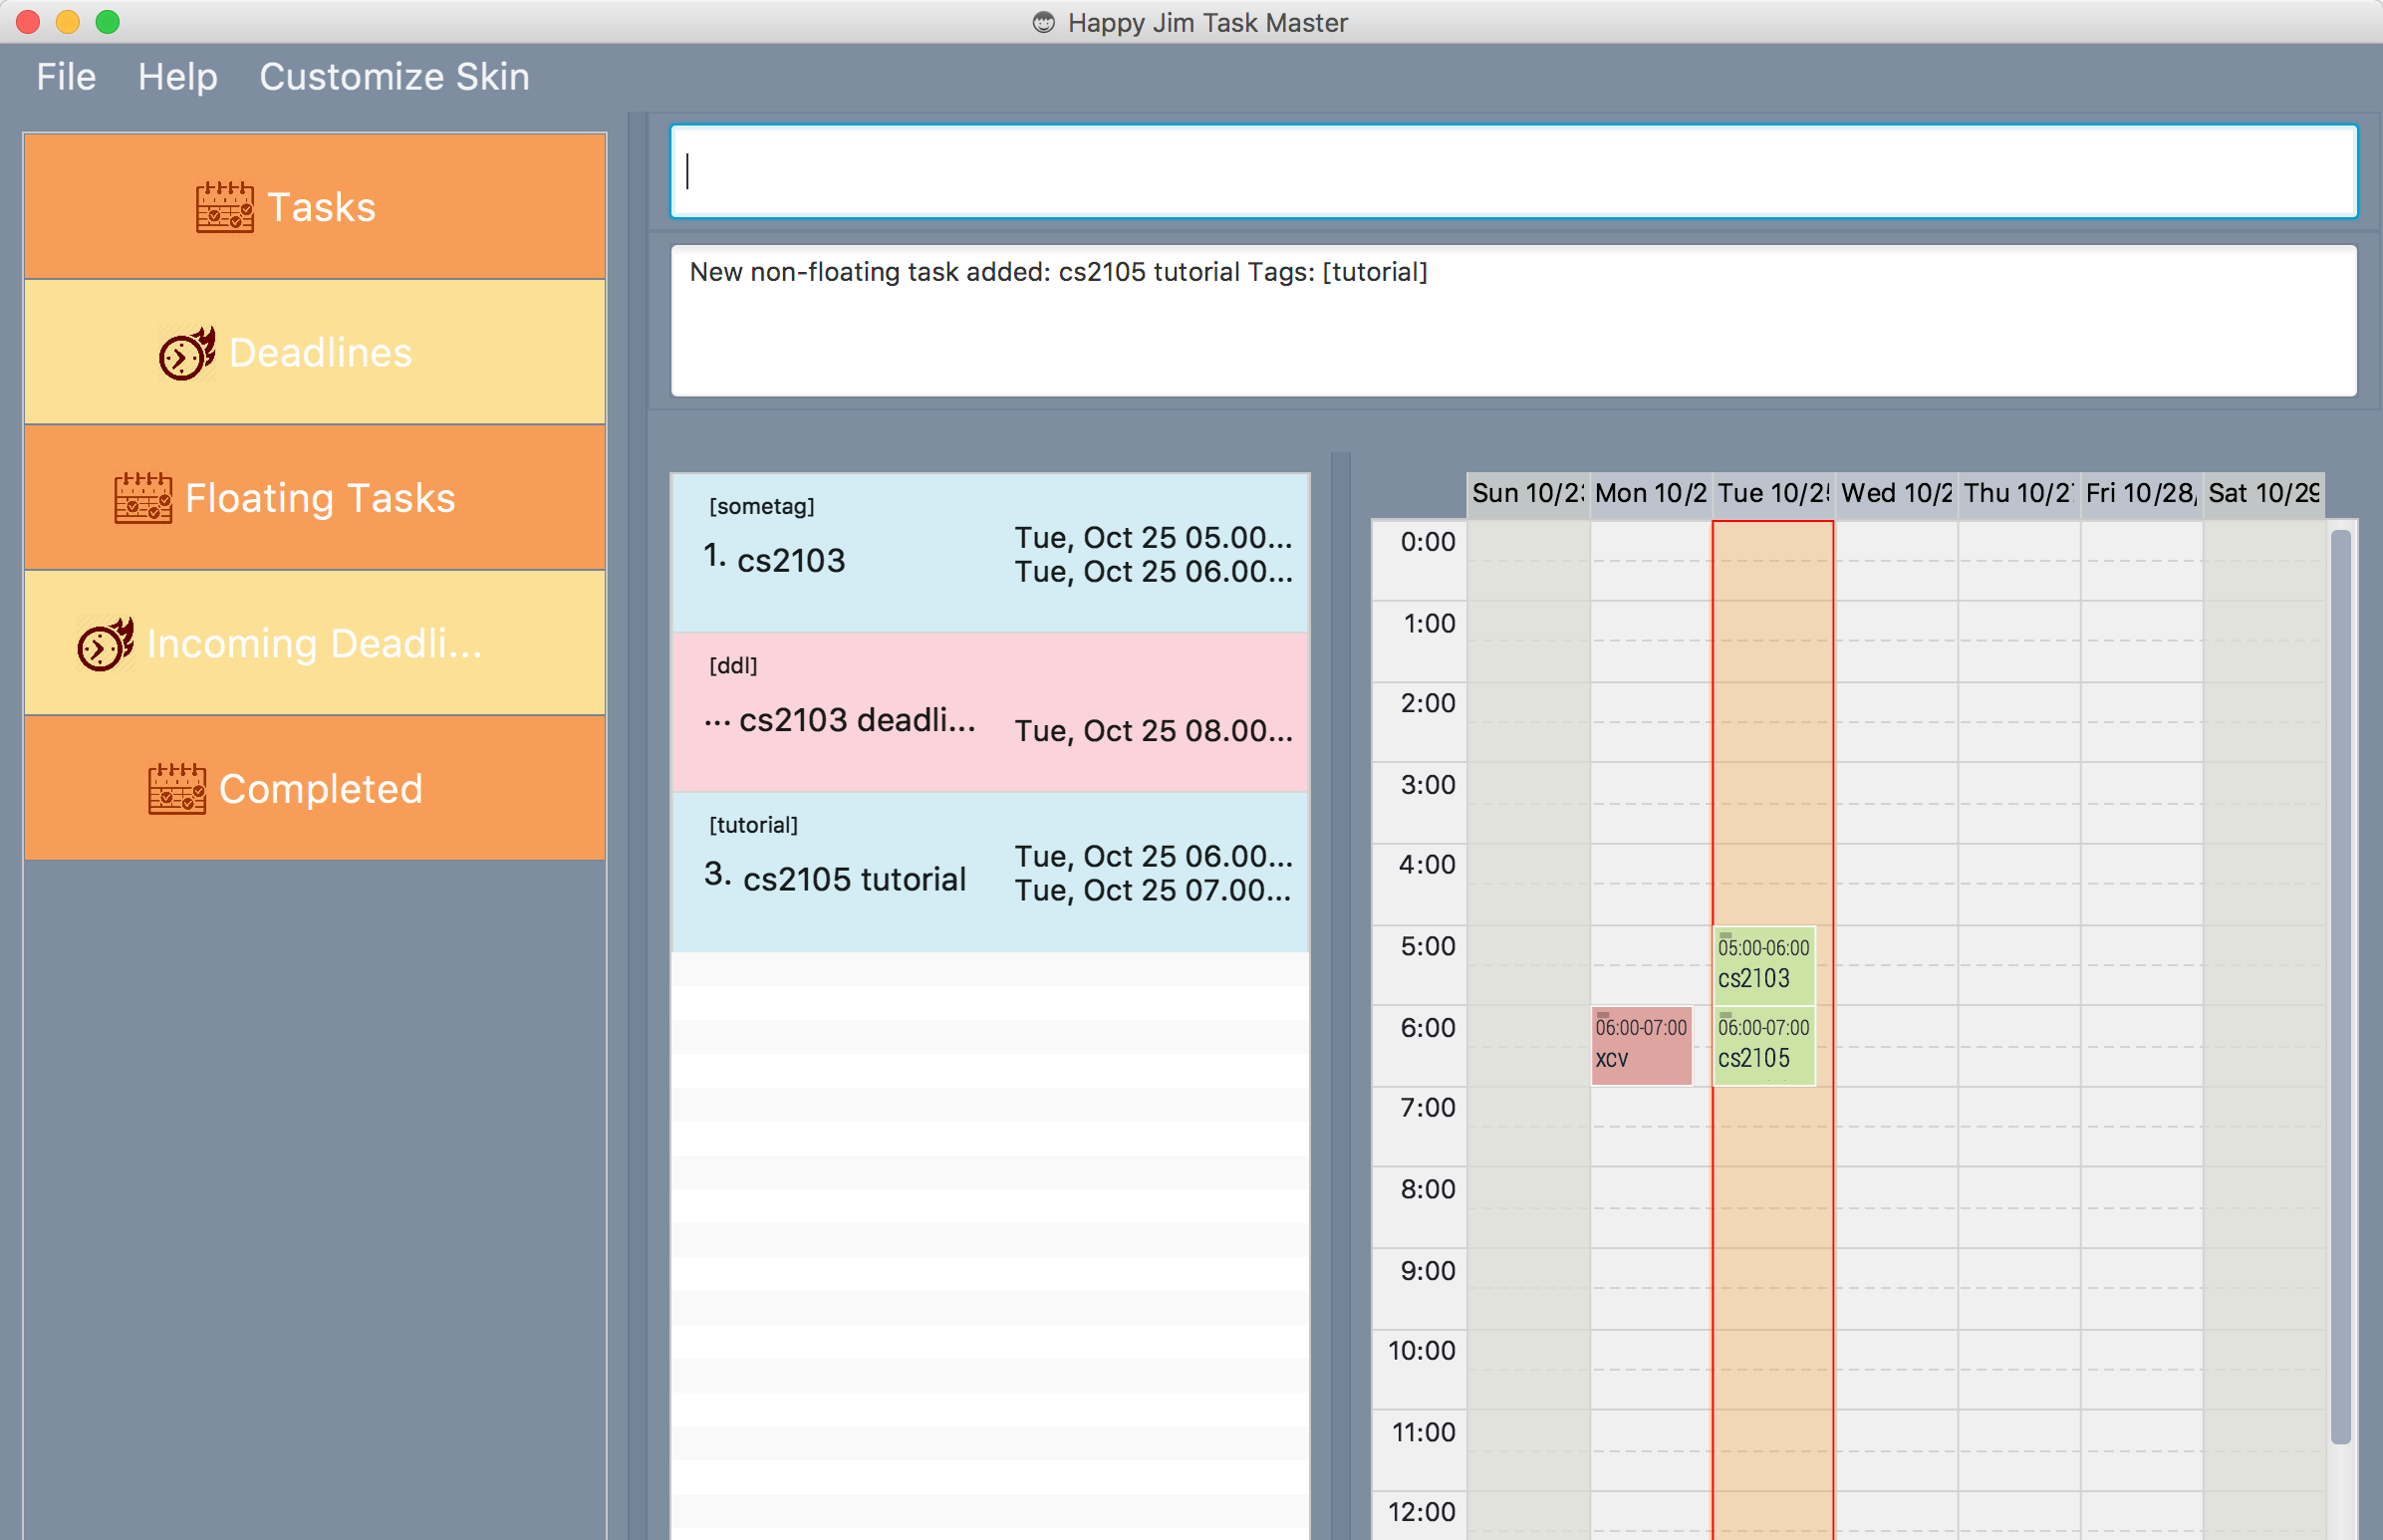 Happy Jim Task Master
File Help Customize Skin
Tasks
Deadlines
Floating Tasks
Incoming Deadli...
Completed
New non-floating task added: cs2105 tutorial Tags: [tutorial]
[sometag]
1. cs2103
Tue, Oct 25 05.00...
Tue, Oct 25 06.00...
[ddl]
... cs2103 deadli...
Tue, Oct 25 08.00...
[tutorial]
3. cs2105 tutorial
Tue, Oct 25 06.00...
Tue, Oct 25 07.00...
Sun 10/2 Mon 10/2 Tue 10/2 Wed 10/2 Thu 10/2 Fri 10/28, Sat 10/29
0:00
1:00
2:00
3:00
4:00
5:00
05:00-06:00
cs2103
6:00
06:00-07:00
xcv
06:00-07:00
cs2105
7:00
8:00
9:00
10:00
11:00
12:00